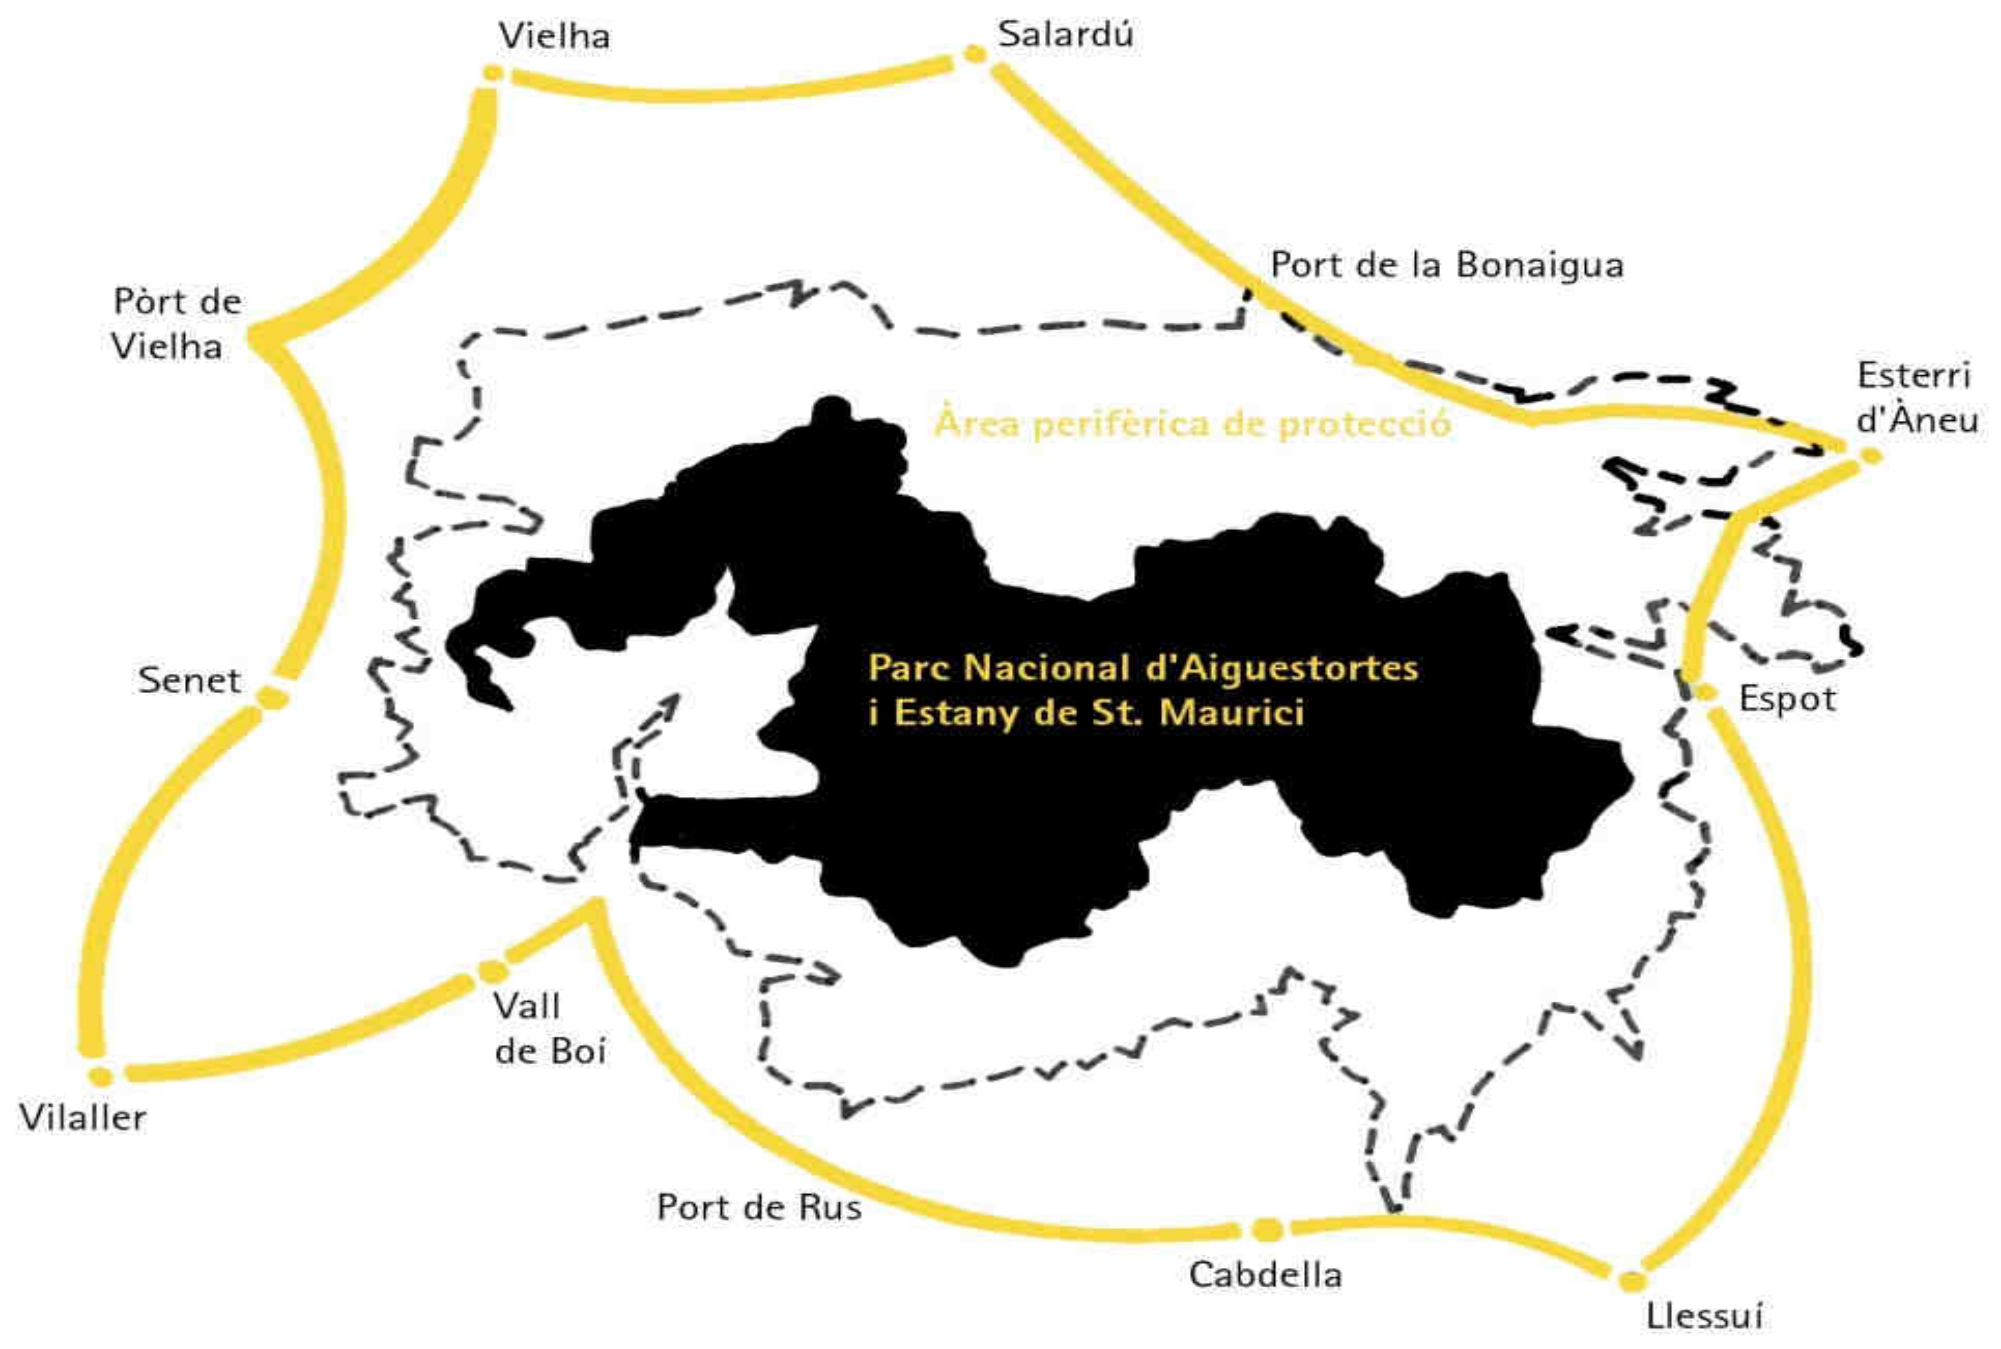 Vielha
Salardú
Port de la Bonaigua
Pòrt de
Vielha
Esterri
d'Àneu
Àrea perifèrica de protecció
Parc Nacional d'Aiguestortes
i Estany de St. Maurici
Senet
Espot
Vall
de Boí
Vilaller
Port de Rus
Cabdella
Llessuí